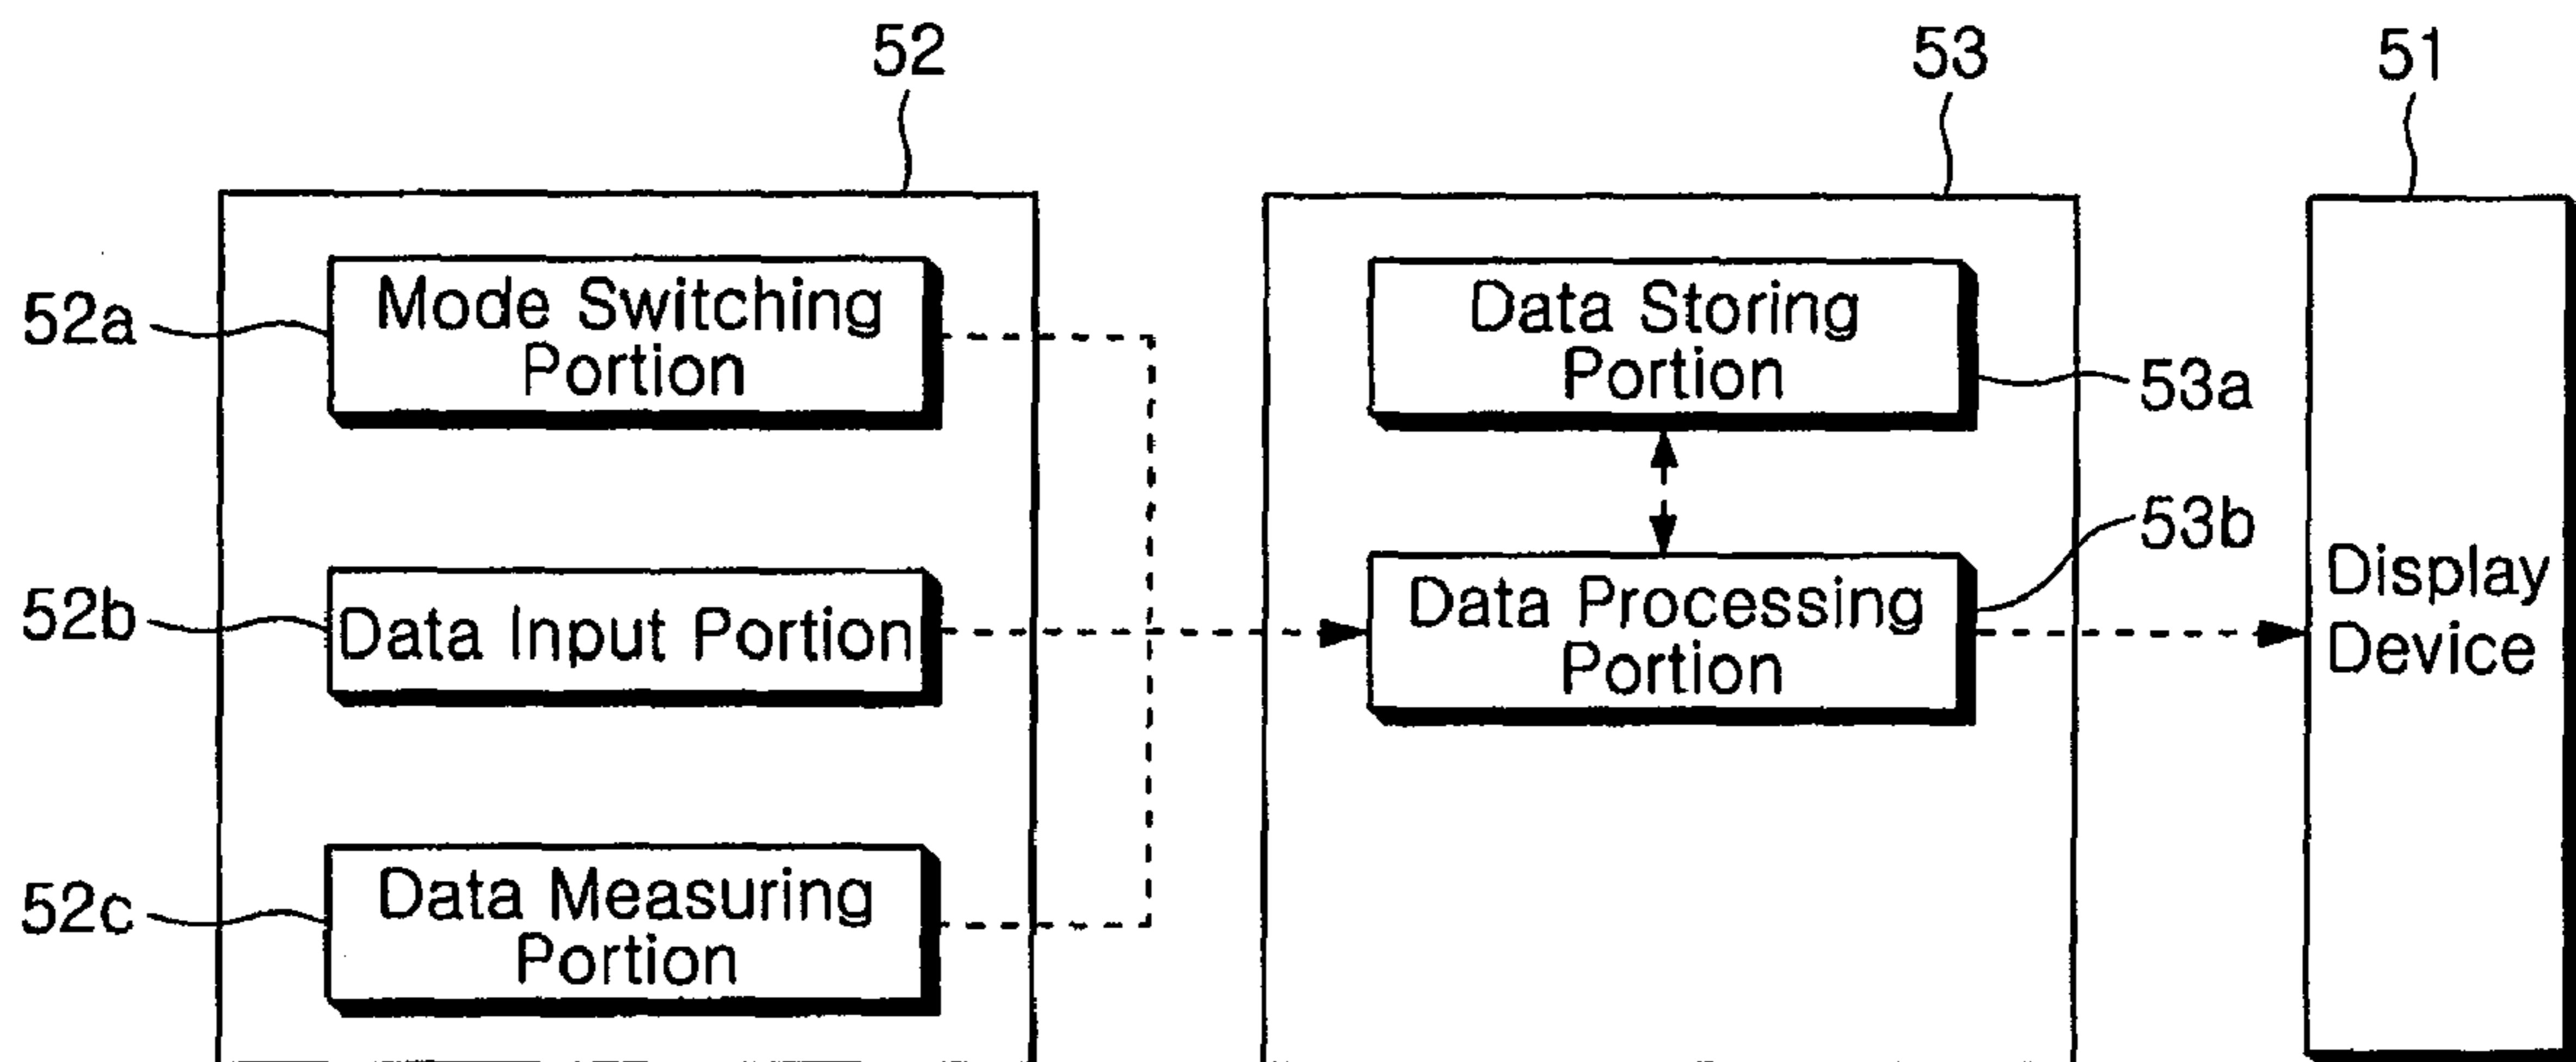 52
53
51
52a
Mode Switching
Portion
Data Storing
Portion
53a
52b
Data Input Portion
Data Processing
Portion
53b
Display
Device
52c
Data Measuring
Portion